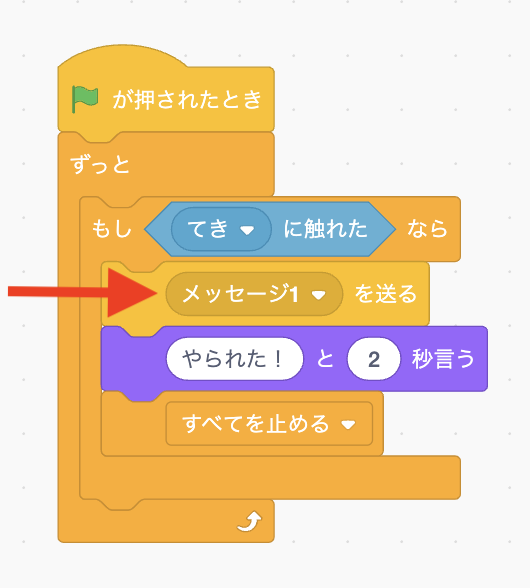 が押されたとき
ずっと
もし てき に触れた なら
メッセージ1 を送る
やられた！ と 2 秒言う
すべてを止める